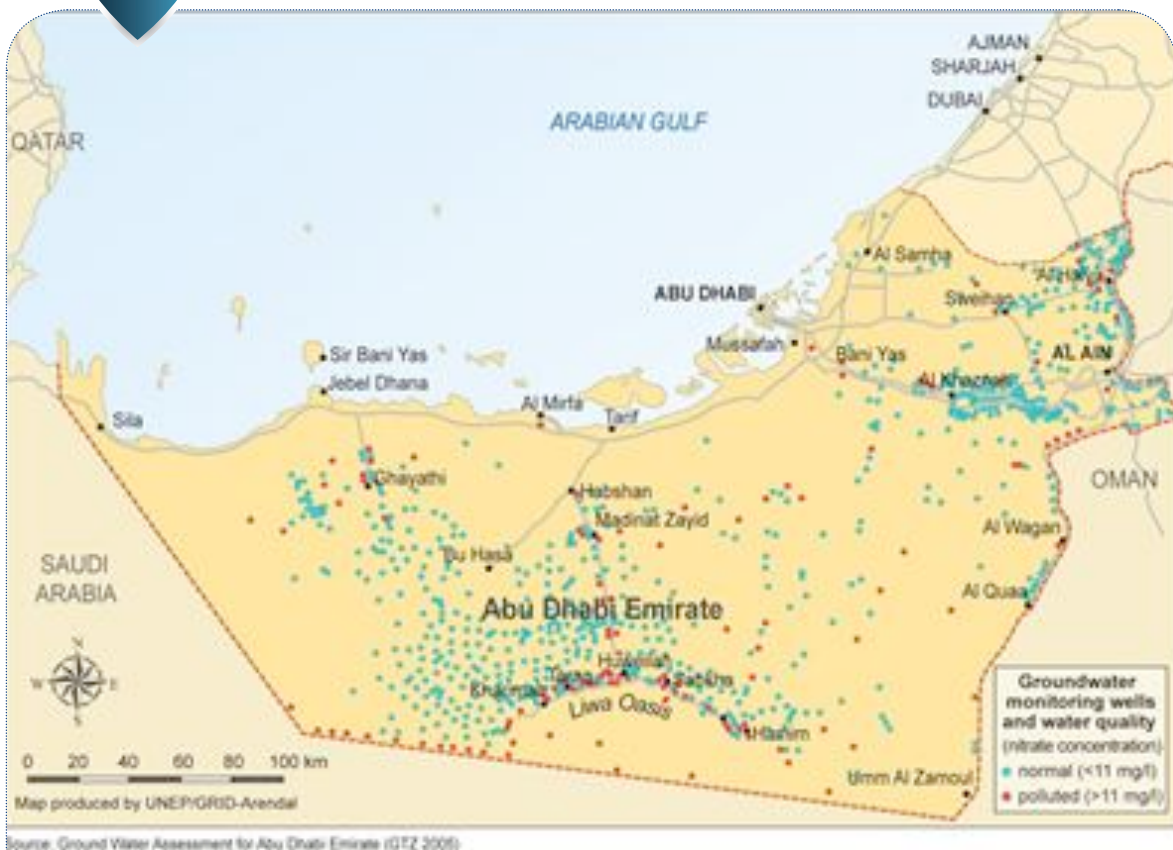 AJMAN
SHARJAH
DUBAI
ARABIAN GULF
QATAR
Al Samha
ABU DHABI
Sweihan
Mussafah
Bani Yas
AL AIN
Al Khaznah
Sir Bani Yas
Jebel Dhana
Al Mirfa
Tarif
Sila
Ghayathi
Habshan
OMAN
Madinat Zayid
Al Wagan
Bu Hasa
SAUDI
ARABIA
Al Quaa
Abu Dhabi Emirate
Liwa Oasis
N
W E
S
Umm Al Zamoul
Groundwater
monitoring wells
and water quality
(nitrate concentration)
normal (<11 mg/l)
polluted (>11 mg/l)
0 20 40 60 80 100 km
Map produced by UNEP/GRID-Arendal
Source: Ground Water Assessment for Abu Dhabi Emirate (GTZ 2005)